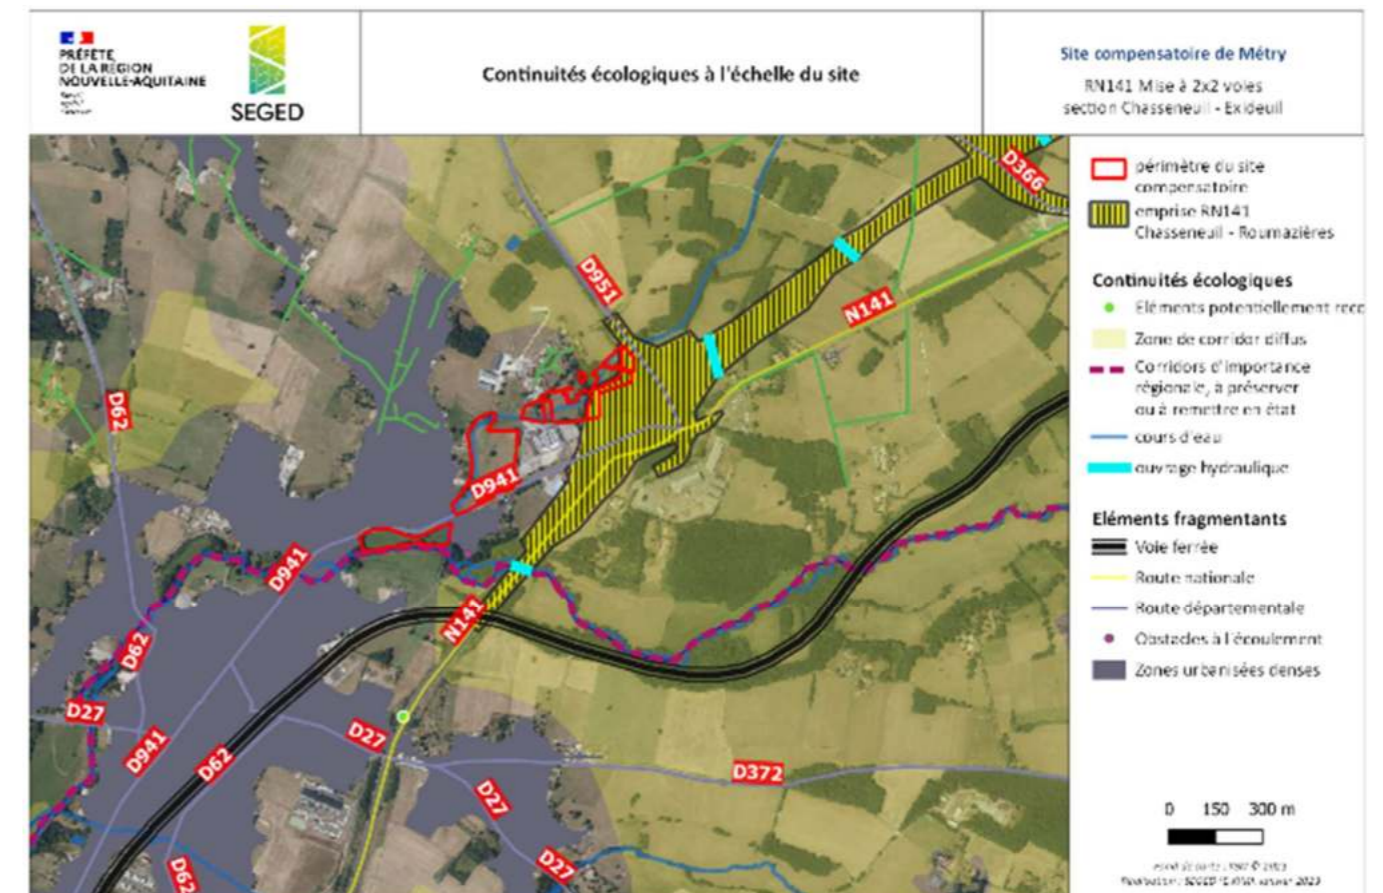 PRÉFÈTE
DE LA RÉGION
NOUVELLE-AQUITAINE
SEGED
Continuités écologiques à l'échelle du site
Site compensatoire de Métry
RN141 Mise à 2x2 voies
section Chasseneuil - Exideuil
périmètre du site
compensatoire
emprise RN141
Chasseneuil - Roumazières
Continuités écologiques
Eléments potentiellement recc
Zone de corridor diffus
Corridors d'importance
régionale, à préserver
ou à remettre en état
cours d'eau
ouvrage hydraulique
Eléments fragmentants
Voie ferrée
Route nationale
Route départementale
Obstacles à l'écoulement
Zones urbanisées denses
0 150 300 m
D366
D951
N141
D62
D941
D941
D62
N141
D27
D941
D62
D27
D372
D27
D27
D62